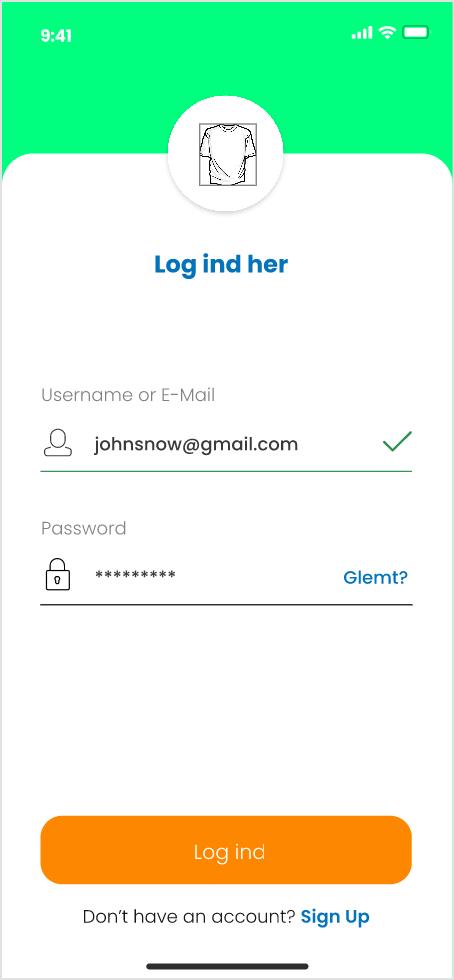 9:41
Log ind her
Username or E-Mail
johnsnow@gmail.com
Password
*********
Glemt?
Log ind
Don’t have an account? Sign Up